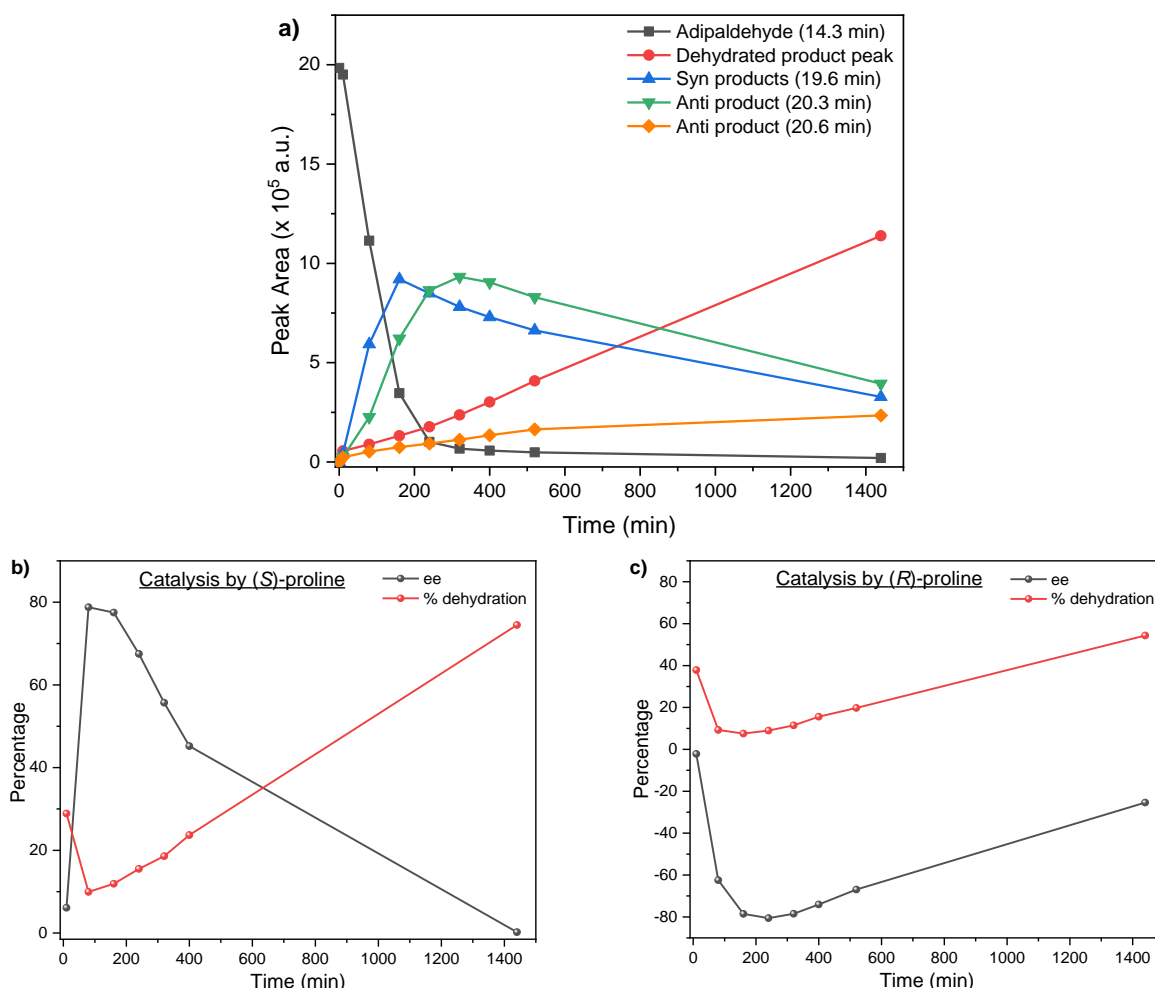 a)
Adipaldehyde (14.3 min)
Dehydrated product peak
Syn products (19.6 min)
Anti product (20.3 min)
Anti product (20.6 min)
20
15
10
5
0
Peak Area (x 10⁵ a.u.)
0 200 400 600 800 1000 1200 1400
Time (min)
b)
Catalysis by (S)-proline
ee
% dehydration
80
60
40
20
0
Percentage
0 200 400 600 800 1000 1200 1400
Time (min)
c)
Catalysis by (R)-proline
ee
% dehydration
80
60
40
20
0
-20
-40
-60
-80
Percentage
0 200 400 600 800 1000 1200 1400
Time (min)